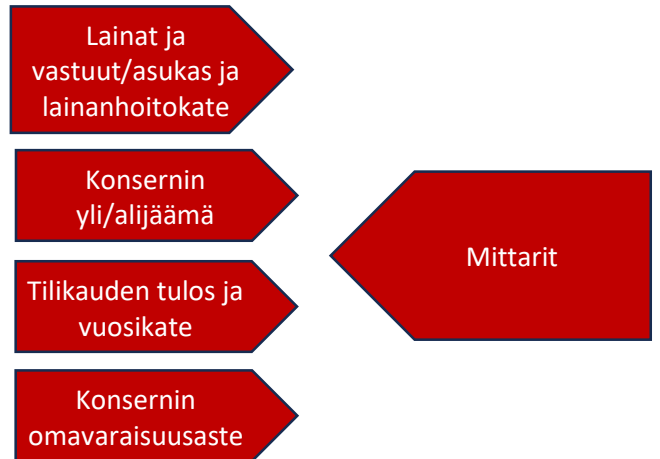 Lainat ja
vastuut/asukas ja
lainanhoitokate
Konsernin
yli/alijäämä
Tilikauden tulos ja
vuosikate
Konsernin
omavaraisuusaste
Mittarit